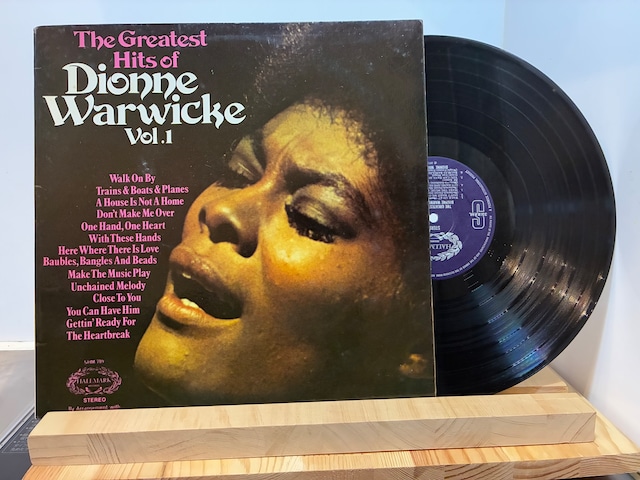 The Greatest
Hits of
Dionne
Warwicke
Vol.1
Walk On By
Trains & Boats & Planes
A House Is Not A Home
Don't Make Me Over
One Hand, One Heart
With These Hands
Here Where There Is Love
Baubles, Bangles And Beads
Make The Music Play
Unchained Melody
Close To You
You Can Have Him
Gettin' Ready For
The Heartbreak
HALLMARK
STEREO
By Arrangement with
S